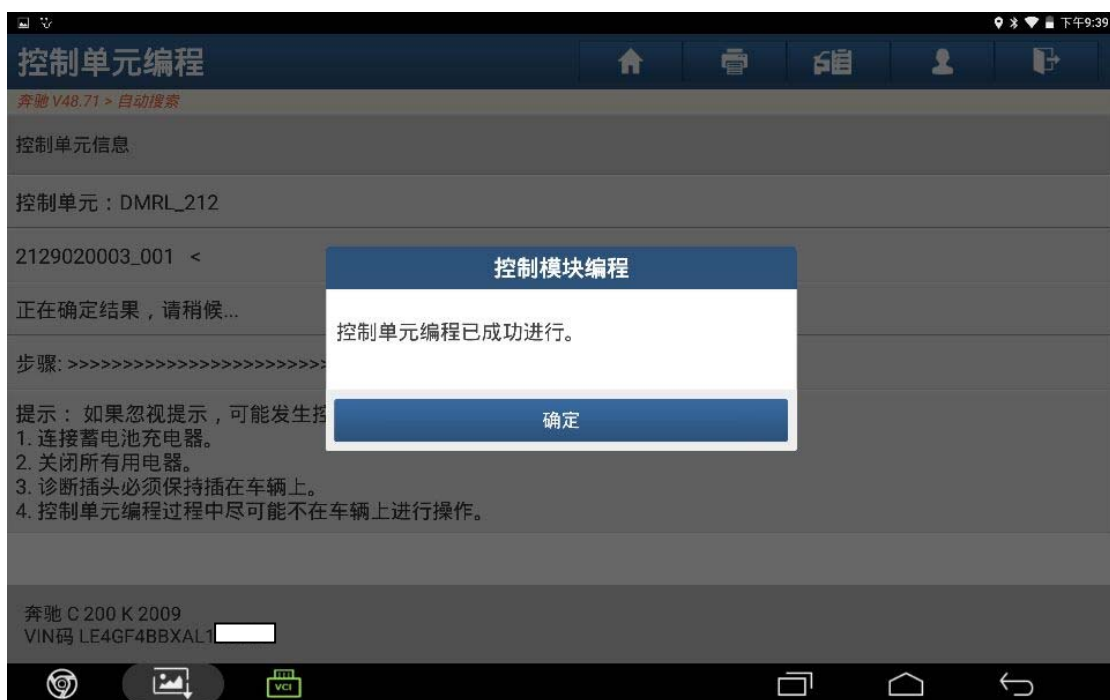 下午9:39
控制单元编程
奔驰 V48.71 > 自动搜索
控制单元信息
控制单元：DMRL_212
2129020003_001 <
正在确定结果，请稍候...
步骤: >>>>>>>>>>>>>>>>>>>>>>>>
控制模块编程
控制单元编程已成功进行。
确定
提示： 如果忽视提示，可能发生控
1. 连接蓄电池充电器。
2. 关闭所有用电器。
3. 诊断插头必须保持插在车辆上。
4. 控制单元编程过程中尽可能不在车辆上进行操作。
奔驰 C 200 K 2009
VIN码 LE4GF4BBXAL1
VCI